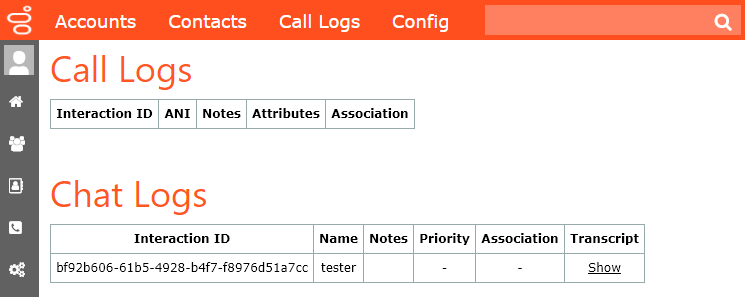 Accounts Contacts Call Logs Config
Call Logs
Interaction ID ANI Notes Attributes Association
Chat Logs
Interaction ID Name Notes Priority Association Transcript
bf92b606-61b5-4928-b4f7-f8976d51a7cc tester - - Show